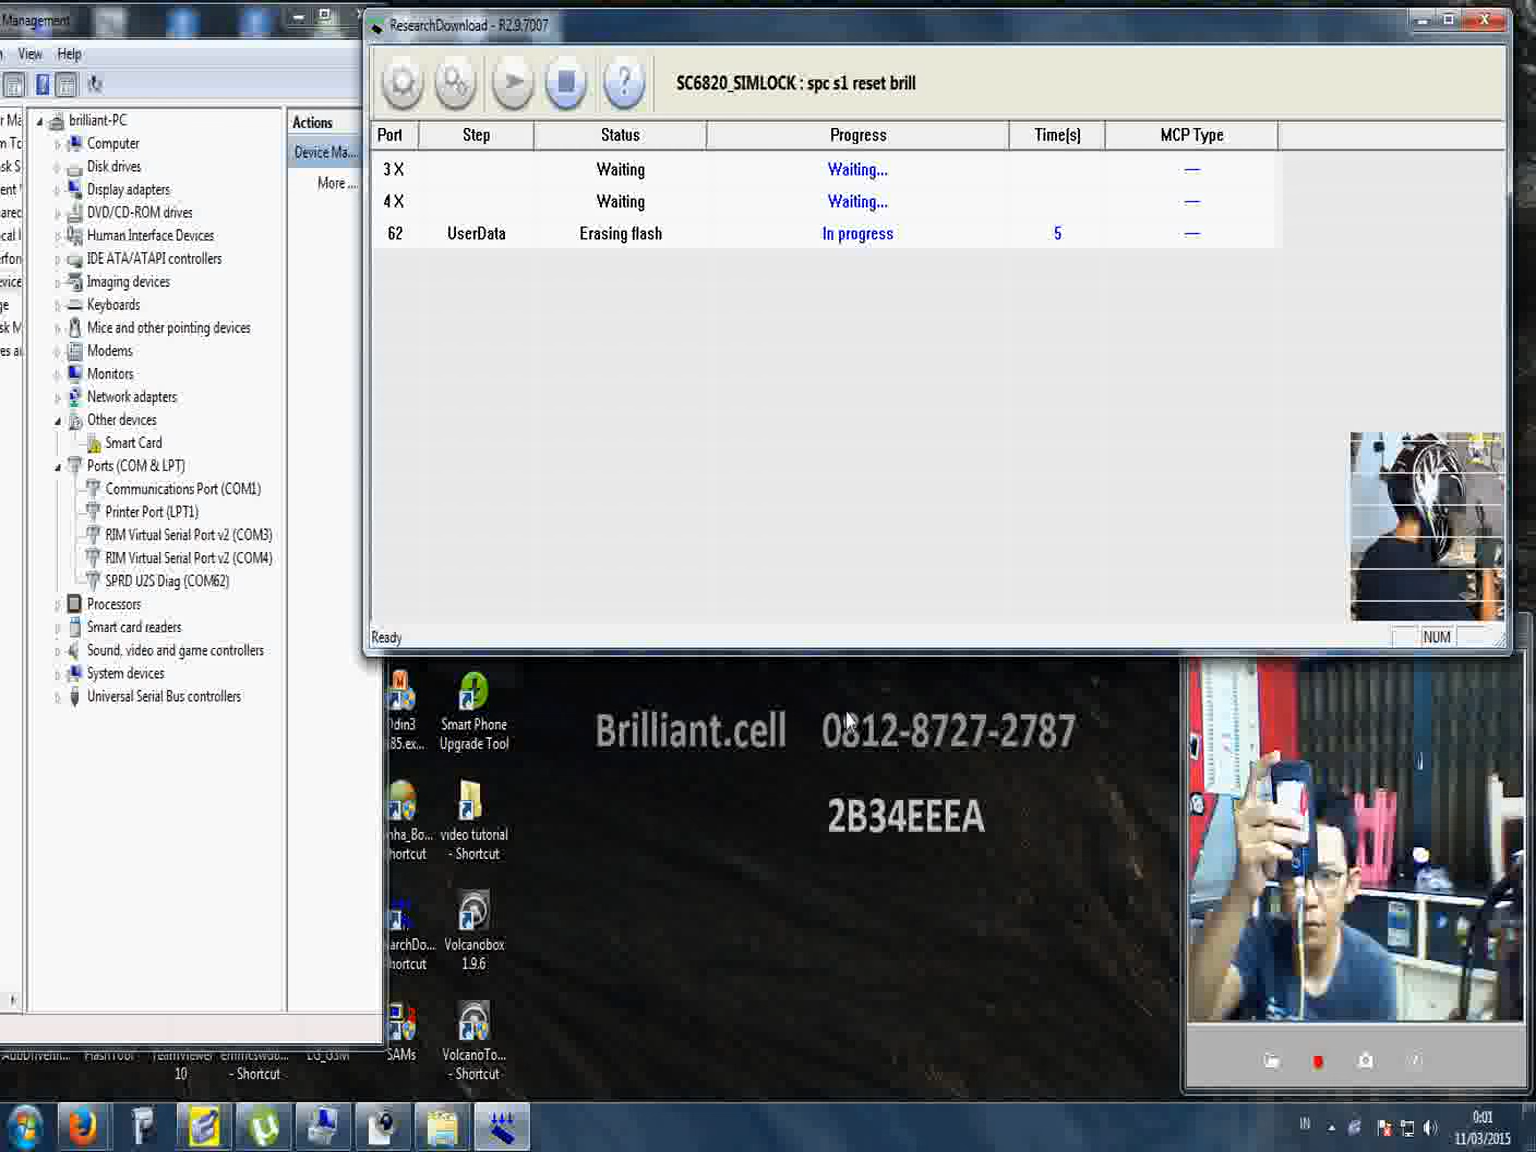 Management
View Help
brilliant-PC
Computer
Disk drives
Display adapters
DVD/CD-ROM drives
Human Interface Devices
IDE ATA/ATAPI controllers
Imaging devices
Keyboards
Mice and other pointing devices
Modems
Monitors
Network adapters
Other devices
Smart Card
Ports (COM & LPT)
Communications Port (COM1)
Printer Port (LPT1)
RIM Virtual Serial Port v2 (COM3)
RIM Virtual Serial Port v2 (COM4)
SPRD U2S Diag (COM62)
Processors
Smart card readers
Sound, video and game controllers
System devices
Universal Serial Bus controllers
Actions
Device Ma...
More ...
ResearchDownload - R2.9.7007
SC6820_SIMLOCK : spc s1 reset brill
Port Step Status Progress Time(s) MCP Type
3 X Waiting Waiting... —
4 X Waiting Waiting... —
62 UserData Erasing flash In progress 5 —
Ready
NUM
Smart Phone
Upgrade Tool
video tutorial
- Shortcut
Volcanobox
1.9.6
SAMs
VolcanoTo...
- Shortcut
Brilliant.cell 0812-8727-2787
2B34EEEA
TeamViewer
10
- Shortcut
IN
0:01
11/03/2015